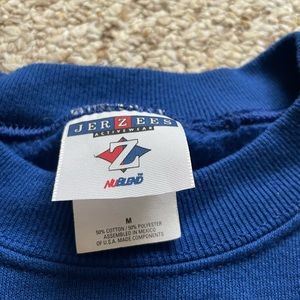 JERZEES
ACTIVEWEAR
Z
NUBLEND
M
50% COTTON / 50% POLYESTER
ASSEMBLED IN MEXICO
OF U.S.A. MADE COMPONENTS